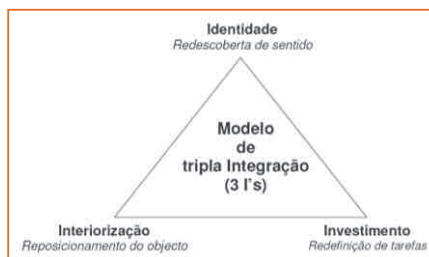 Identidade
Redescoberta de sentido
Modelo
de
tripla Integração
(3 I's)
Interiorização
Reposicionamento do objecto
Investimento
Redefinição de tarefas